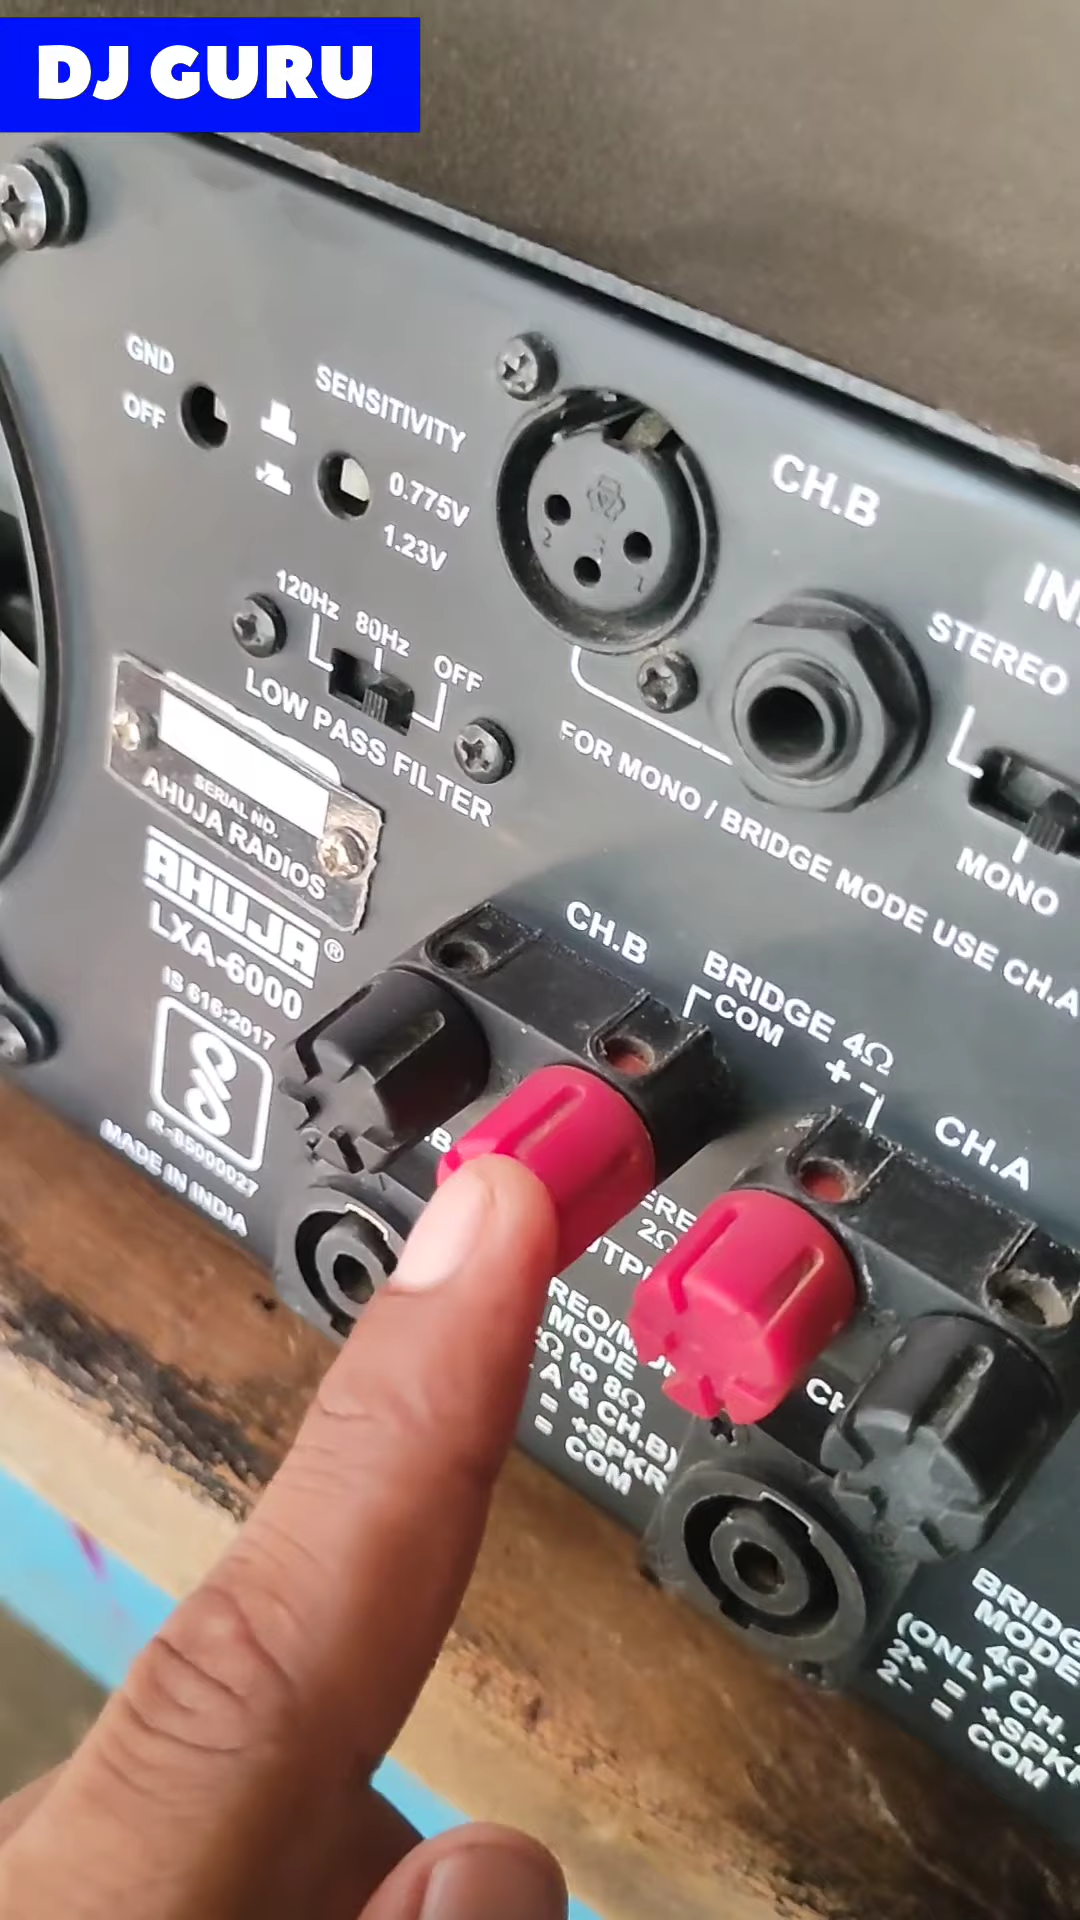 DJ GURU
GND
OFF
SENSITIVITY
0.775V
1.23V
CH.B
120Hz
80Hz
OFF
LOW PASS FILTER
STEREO
MONO
FOR MONO / BRIDGE MODE USE CH.A
SERIAL NO.
AHUJA RADIOS
AHUJA®
LXA-6000
IS 616:2017
R-85000027
MADE IN INDIA
CH.B
BRIDGE 4Ω
COM
+
CH.A
2 3 1
2Ω
MODE
to 8Ω
A & CH.B)
= +SPKR
= COM
MODE
4Ω
(ONLY CH.
2+ = +SPKR
2- = COM